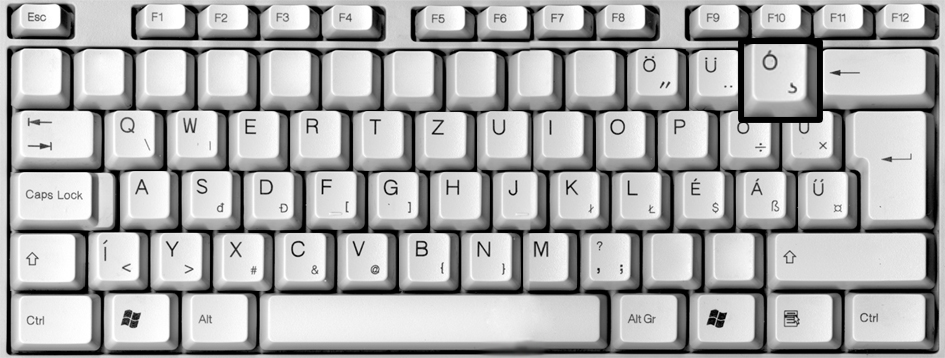 Esc F1 F2 F3 F4 F5 F6 F7 F8 F9 F10 F11 F12
Ö " Ü ¨ Ó ¸ ←
Q \ W | E R T Z U I O P Ő ÷ Ú ×
Caps Lock A S đ D Đ F [ G ] H J K ł L Ł É $ Á ß Ű ¤
⇧ Í < Y > X # C & V @ B { N } M ? , ; ⇧
Ctrl Alt Alt Gr Ctrl